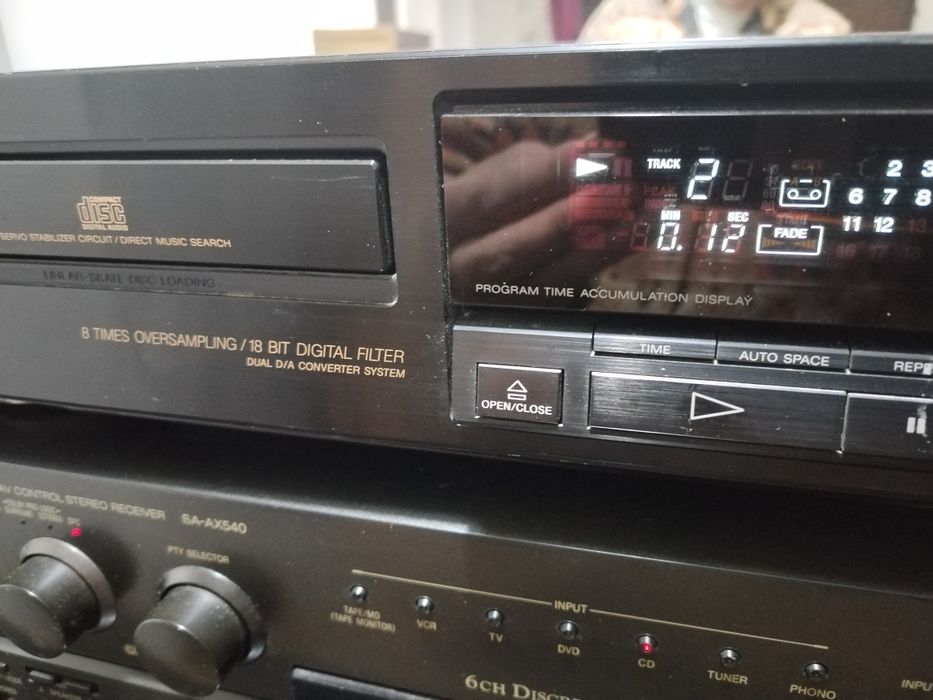 COMPACT
disc
DIGITAL AUDIO
SERVO STABILIZER CIRCUIT / DIRECT MUSIC SEARCH
LINEAR-SKATE DISC LOADING
8 TIMES OVERSAMPLING / 18 BIT DIGITAL FILTER
DUAL D/A CONVERTER SYSTEM
TRACK 2
MIN SEC
0.12
FADE
2 3
6 7 8
11 12
PROGRAM TIME ACCUMULATION DISPLAY
TIME
AUTO SPACE
REP
OPEN/CLOSE
AV CONTROL STEREO RECEIVER
SA-AX540
PTY SELECTOR
INPUT
TAPE/MD
(TAPE MONITOR)
VCR
TV
DVD
CD
TUNER
PHONO
INPUT
6CH DISCRE